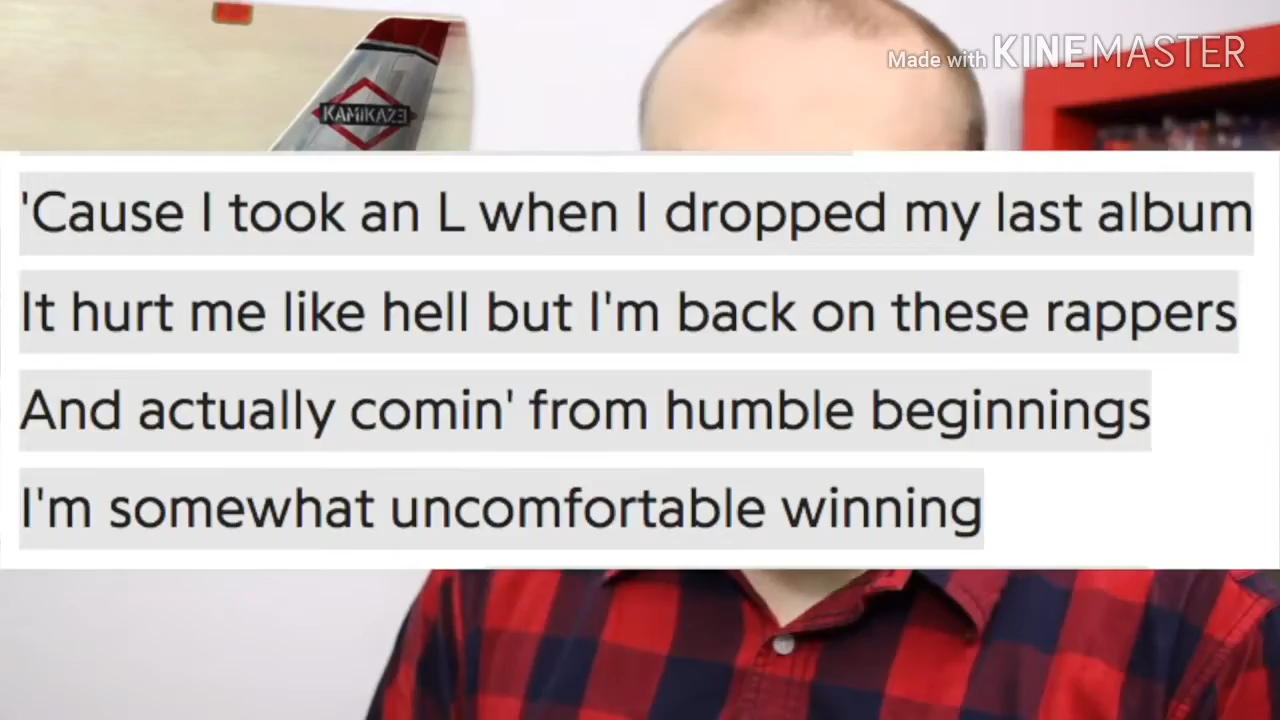 Made with KINEMASTER
KAMIKAZE
'Cause I took an L when I dropped my last album
It hurt me like hell but I'm back on these rappers
And actually comin' from humble beginnings
I'm somewhat uncomfortable winning